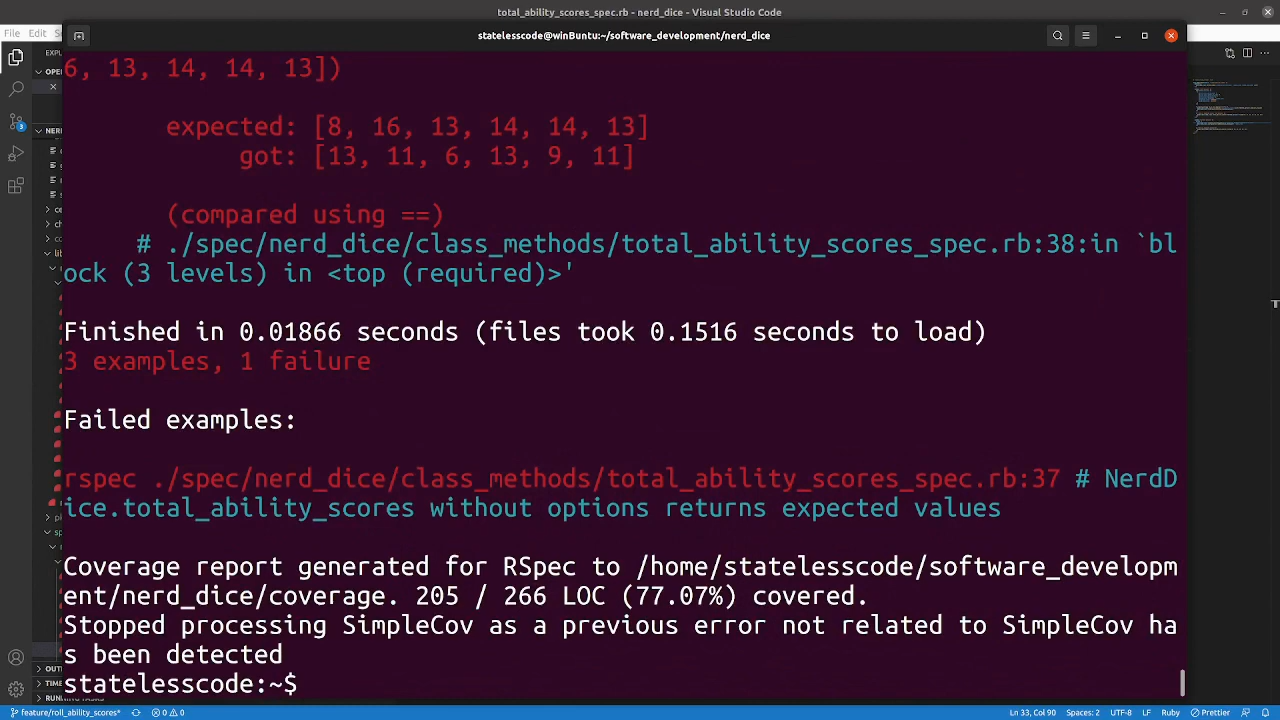 total_ability_scores_spec.rb - nerd_dice - Visual Studio Code
File Edit
statelesscode@winBuntu:~/software_development/nerd_dice
6, 13, 14, 14, 13])
expected: [8, 16, 13, 14, 14, 13]
got: [13, 11, 6, 13, 9, 11]
(compared using ==)
# ./spec/nerd_dice/class_methods/total_ability_scores_spec.rb:38:in `bl
ock (3 levels) in <top (required)>'
Finished in 0.01866 seconds (files took 0.1516 seconds to load)
3 examples, 1 failure
Failed examples:
rspec ./spec/nerd_dice/class_methods/total_ability_scores_spec.rb:37 # NerdD
ice.total_ability_scores without options returns expected values
Coverage report generated for RSpec to /home/statelesscode/software_developm
ent/nerd_dice/coverage. 205 / 266 LOC (77.07%) covered.
Stopped processing SimpleCov as a previous error not related to SimpleCov ha
s been detected
statelesscode:~$
feature/roll_ability_scores* 0 0
Ln 33, Col 90 Spaces: 2 UTF-8 LF Ruby Prettier